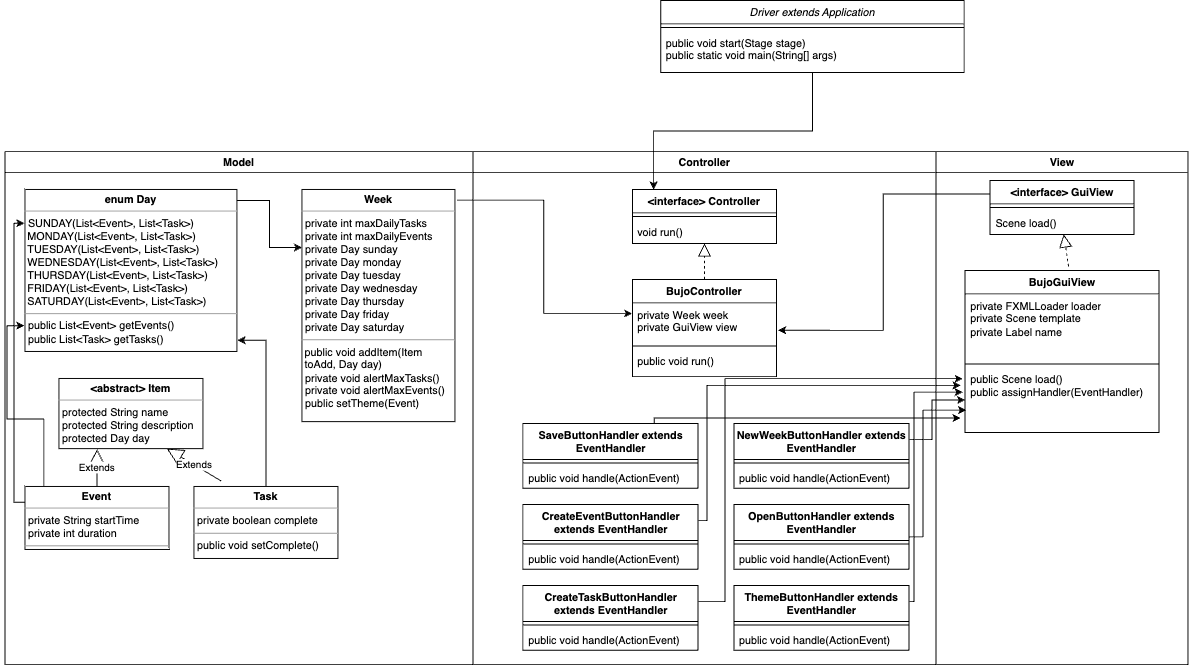 Driver extends Application
public void start(Stage stage)
public static void main(String[] args)
Model
Controller
View
enum Day
SUNDAY(List<Event>, List<Task>)
MONDAY(List<Event>, List<Task>)
TUESDAY(List<Event>, List<Task>)
WEDNESDAY(List<Event>, List<Task>)
THURSDAY(List<Event>, List<Task>)
FRIDAY(List<Event>, List<Task>)
SATURDAY(List<Event>, List<Task>)
public List<Event> getEvents()
public List<Task> getTasks()
Week
private int maxDailyTasks
private int maxDailyEvents
private Day sunday
private Day monday
private Day tuesday
private Day wednesday
private Day thursday
private Day friday
private Day saturday
public void addItem(Item
toAdd, Day day)
private void alertMaxTasks()
private void alertMaxEvents()
public setTheme(Event)
<abstract> Item
protected String name
protected String description
protected Day day
Extends
Extends
Event
private String startTime
private int duration
Task
private boolean complete
public void setComplete()
<interface> Controller
void run()
BujoController
private Week week
private GuiView view
public void run()
SaveButtonHandler extends
EventHandler
public void handle(ActionEvent)
NewWeekButtonHandler extends
EventHandler
public void handle(ActionEvent)
CreateEventButtonHandler
extends EventHandler
public void handle(ActionEvent)
OpenButtonHandler extends
EventHandler
public void handle(ActionEvent)
CreateTaskButtonHandler
extends EventHandler
public void handle(ActionEvent)
ThemeButtonHandler extends
EventHandler
public void handle(ActionEvent)
<interface> GuiView
Scene load()
BujoGuiView
private FXMLLoader loader
private Scene template
private Label name
public Scene load()
public assignHandler(EventHandler)